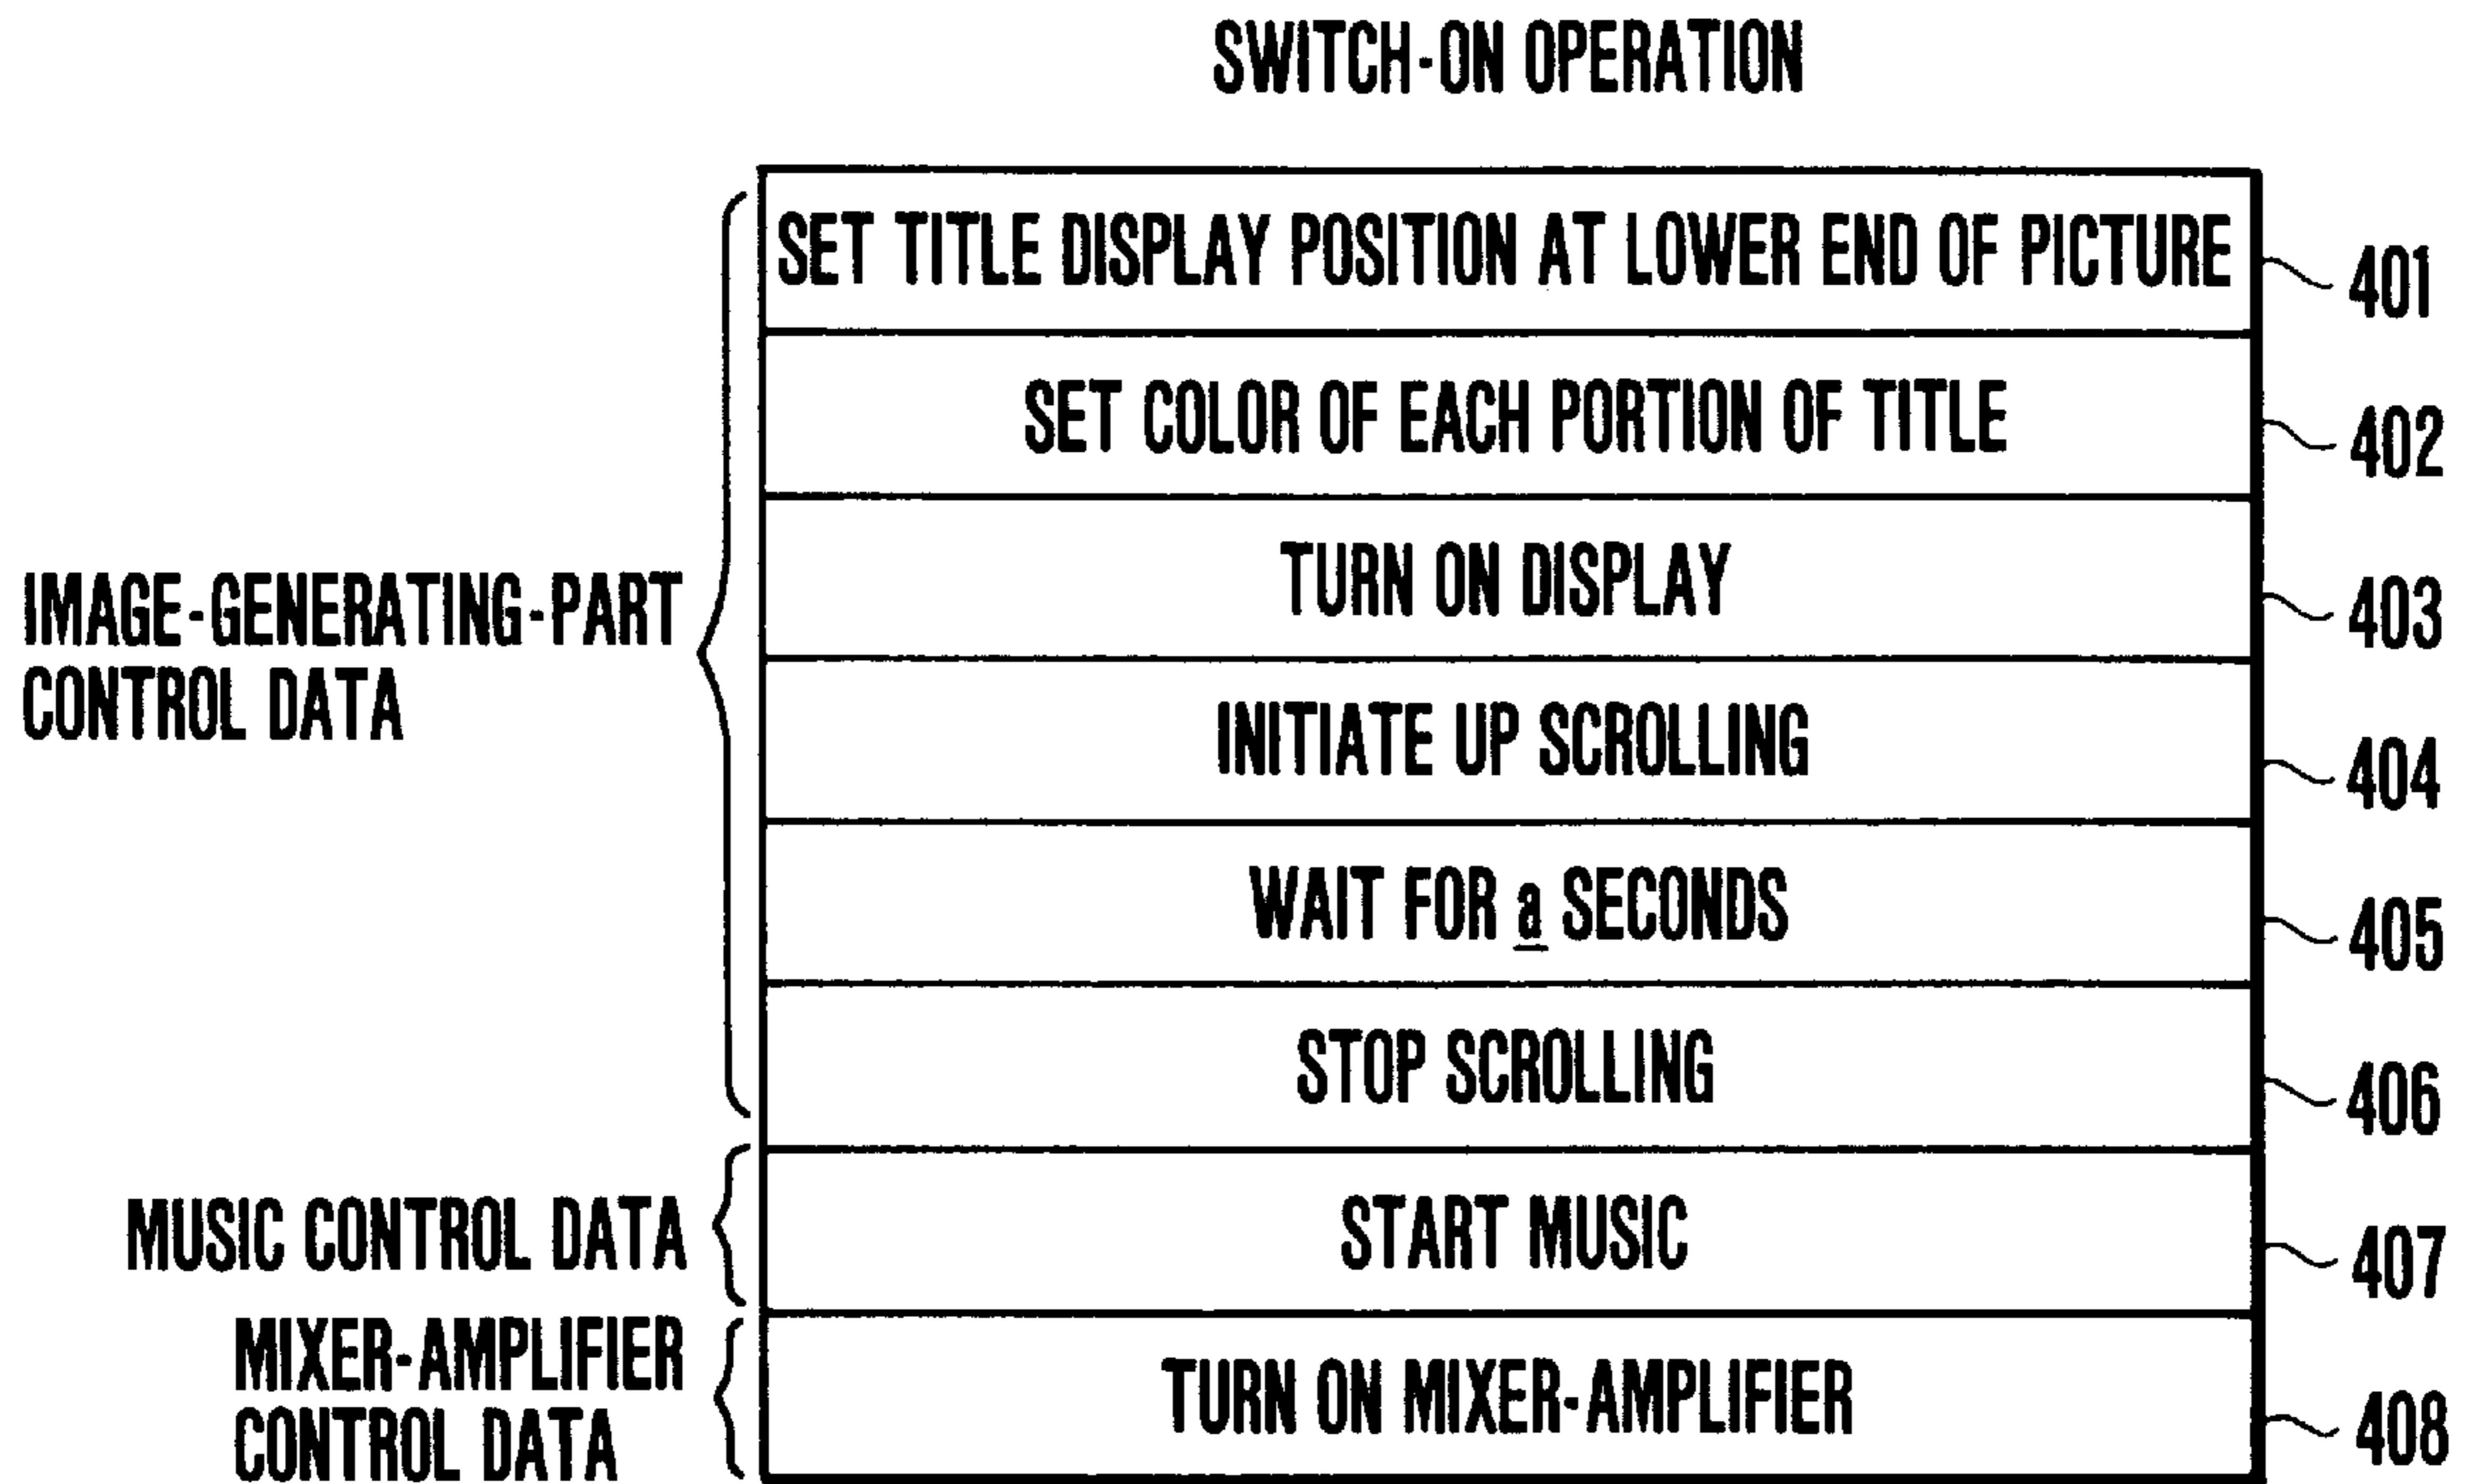 SWITCH-ON OPERATION
SET TITLE DISPLAY POSITION AT LOWER END OF PICTURE
401
SET COLOR OF EACH PORTION OF TITLE
402
TURN ON DISPLAY
403
IMAGE-GENERATING-PART
CONTROL DATA
INITIATE UP SCROLLING
404
WAIT FOR a SECONDS
405
STOP SCROLLING
406
MUSIC CONTROL DATA
START MUSIC
407
MIXER-AMPLIFIER
CONTROL DATA
TURN ON MIXER-AMPLIFIER
408